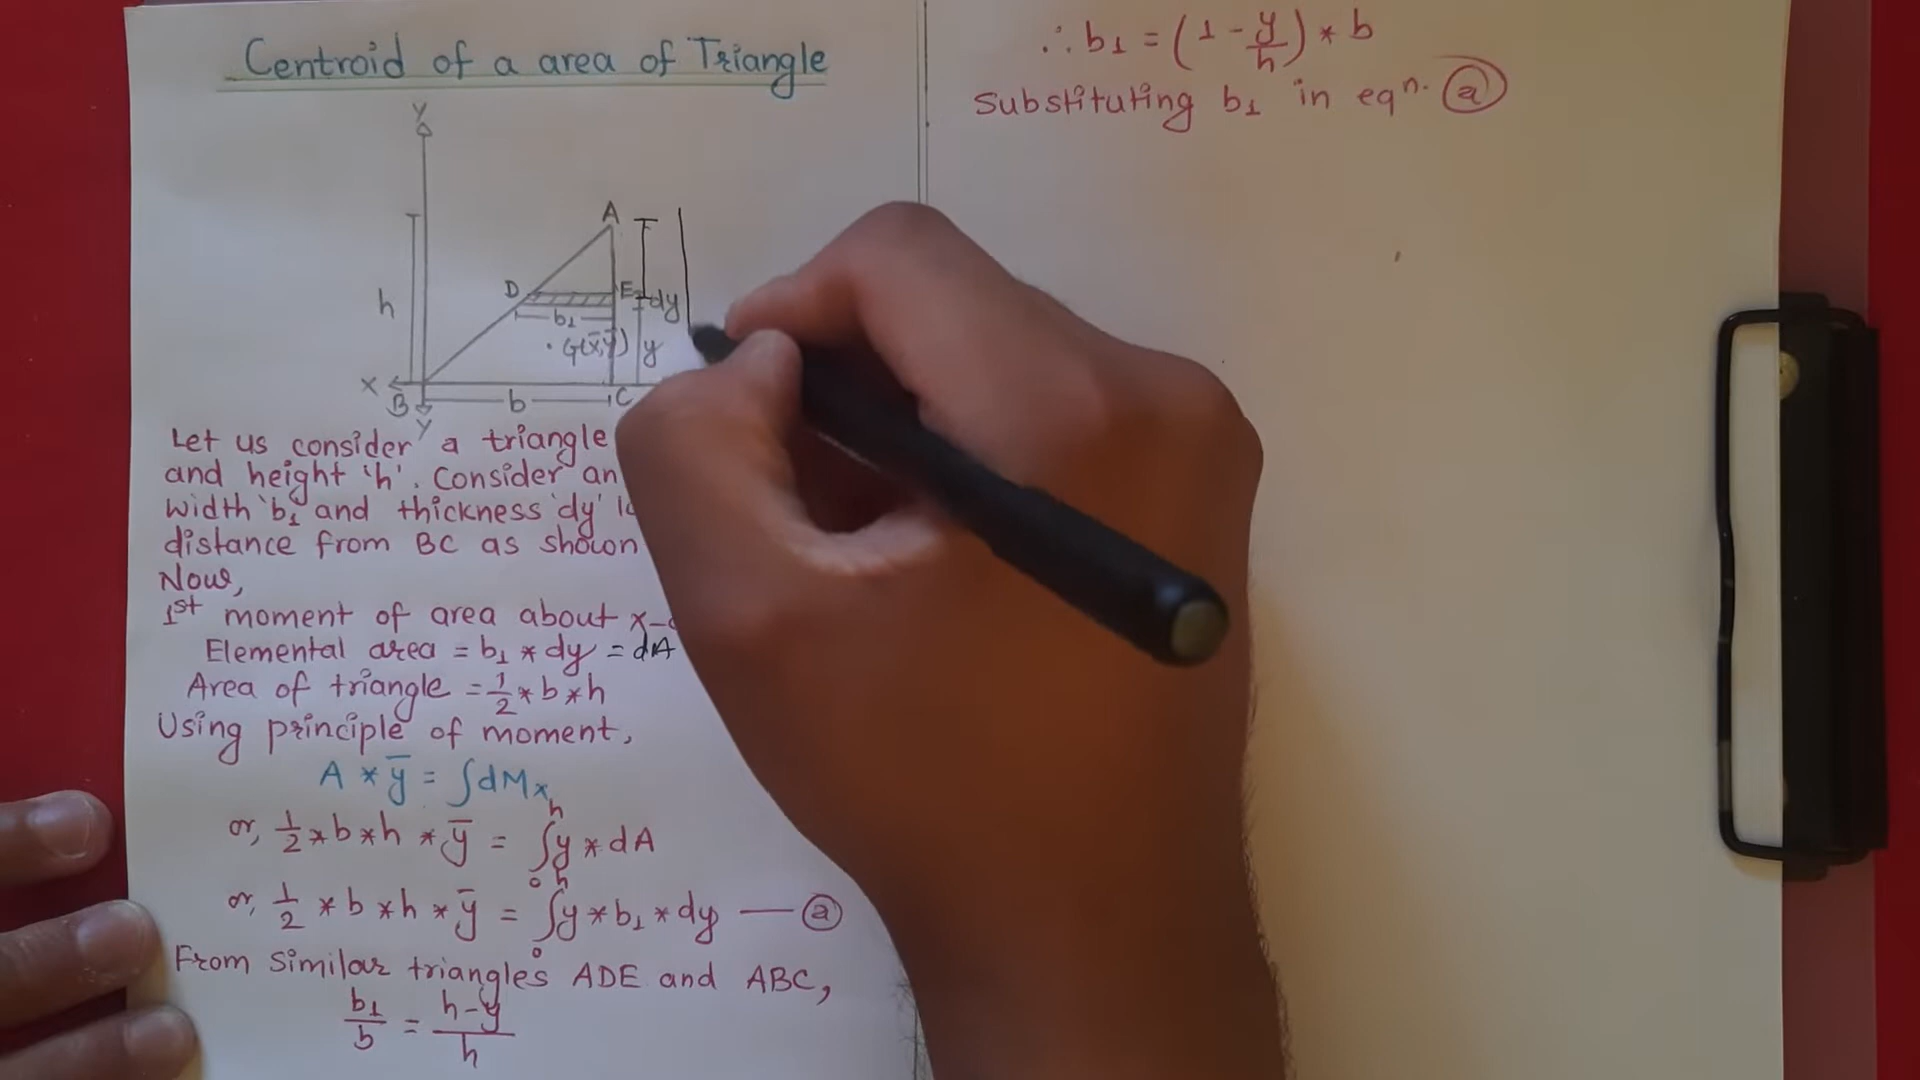 Centroid of a area of Triangle
Y
A
h
D
E
dy
b₁
G(x̅,y̅)
y
X
B
b
C
Y
Let us consider a triangle
and height 'h'. Consider an
width 'b₁ and thickness 'dy'
distance from BC as shown
Now,
1st moment of area about x-
Elemental area = b₁ * dy = dA
Area of triangle = 1/2 * b * h
Using principle of moment,
A * y̅ = ∫dMx
or, 1/2 * b * h * y̅ = ∫₀ʰ y * dA
or, 1/2 * b * h * y̅ = ∫₀ʰ y * b₁ * dy — ⓐ
From similar triangles ADE and ABC,
b₁/b = h-y/h
∴ b₁ = (1 - y/h) * b
Substituting b₁ in eqn. ⓐ